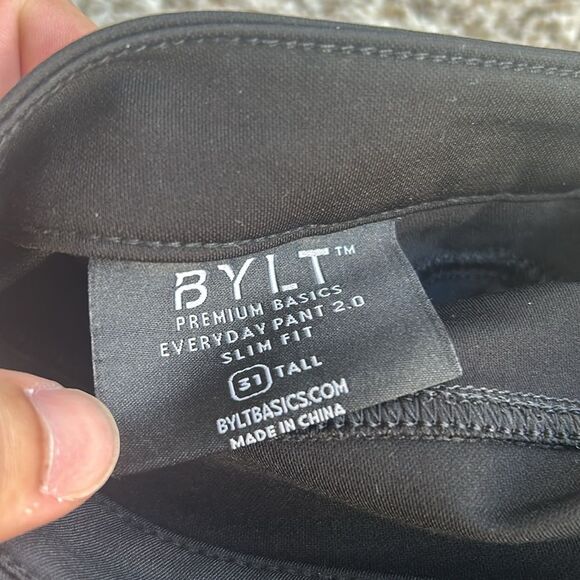 BYLT™
PREMIUM BASICS
EVERYDAY PANT 2.0
SLIM FIT
31 TALL
BYLTBASICS.COM
MADE IN CHINA